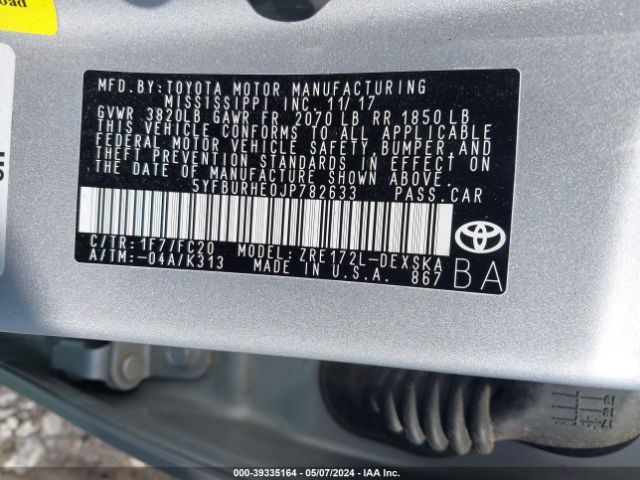 oad
MFD.BY:TOYOTA MOTOR MANUFACTURING
MISSISSIPPI INC. 11/17
GVWR 3820LB GAWR FR 2070 LB RR 1850 LB
THIS VEHICLE CONFORMS TO ALL APPLICABLE
FEDERAL MOTOR VEHICLE SAFETY, BUMPER, AND
THEFT PREVENTION STANDARDS IN EFFECT ON
THE DATE OF MANUFACTURE SHOWN ABOVE.
5YFBURHE0JP782633 PASS.CAR
C/TR: 1F7/FC20 MODEL: ZRE172L-DEXSKA
A/TM:-04A/K313 MADE IN U.S.A. 867
BA
000-39335164 - 05/07/2024 - IAA Inc.